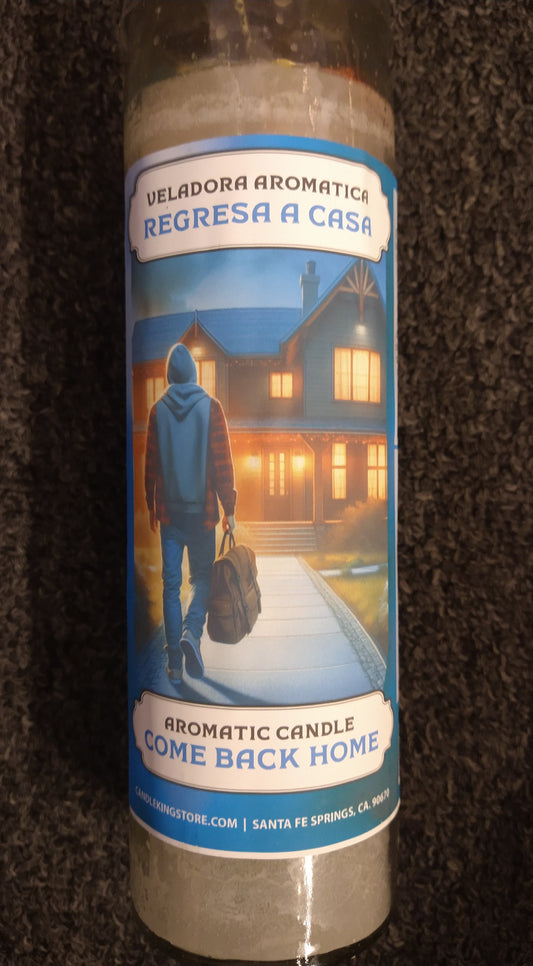 VELADORA AROMATICA
REGRESA A CASA
AROMATIC CANDLE
COME BACK HOME
CANDLEKINGSTORE.COM | SANTA FE SPRINGS, CA. 90670